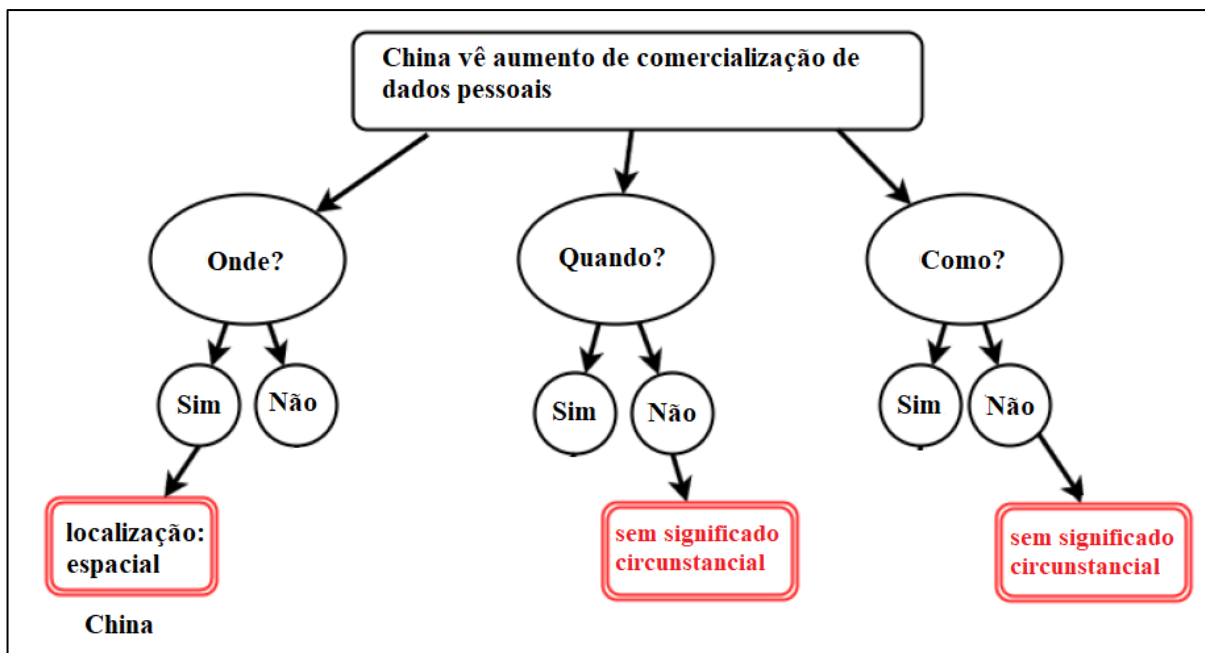 China vê aumento de comercialização de
dados pessoais
Onde?
Quando?
Como?
Sim
Não
Sim
Não
Sim
Não
localização:
espacial
sem significado
circunstancial
sem significado
circunstancial
China